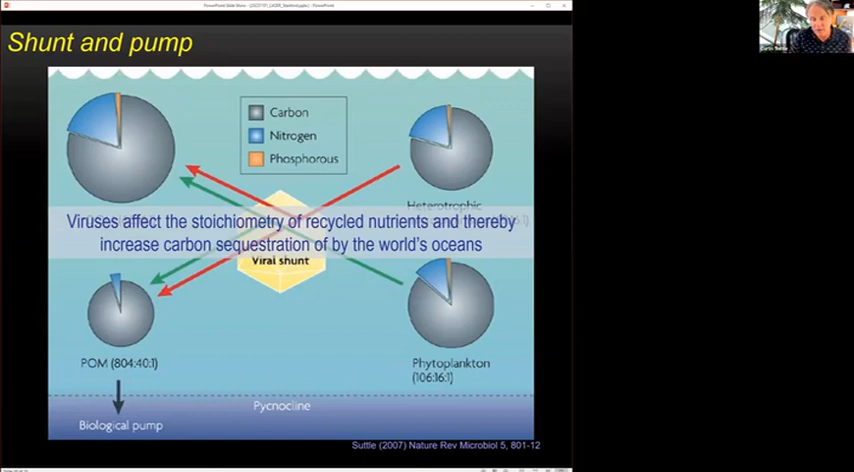 Shunt and pump
Carbon
Nitrogen
Phosphorous
Heterotrophic
Viruses affect the stoichiometry of recycled nutrients and thereby
increase carbon sequestration of by the world's oceans
Viral shunt
POM (804:40:1)
Phytoplankton
(106:16:1)
Pycnocline
Biological pump
Suttle (2007) Nature Rev Microbiol 5, 801-12
Curtis Suttle